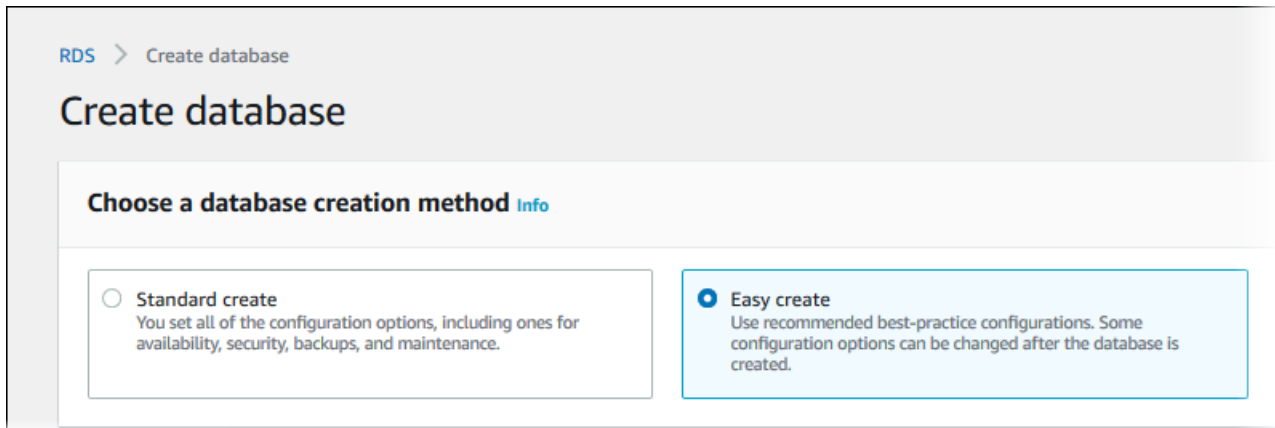 RDS > Create database
Create database
Choose a database creation method Info
Standard create
You set all of the configuration options, including ones for
availability, security, backups, and maintenance.
Easy create
Use recommended best-practice configurations. Some
configuration options can be changed after the database is
created.